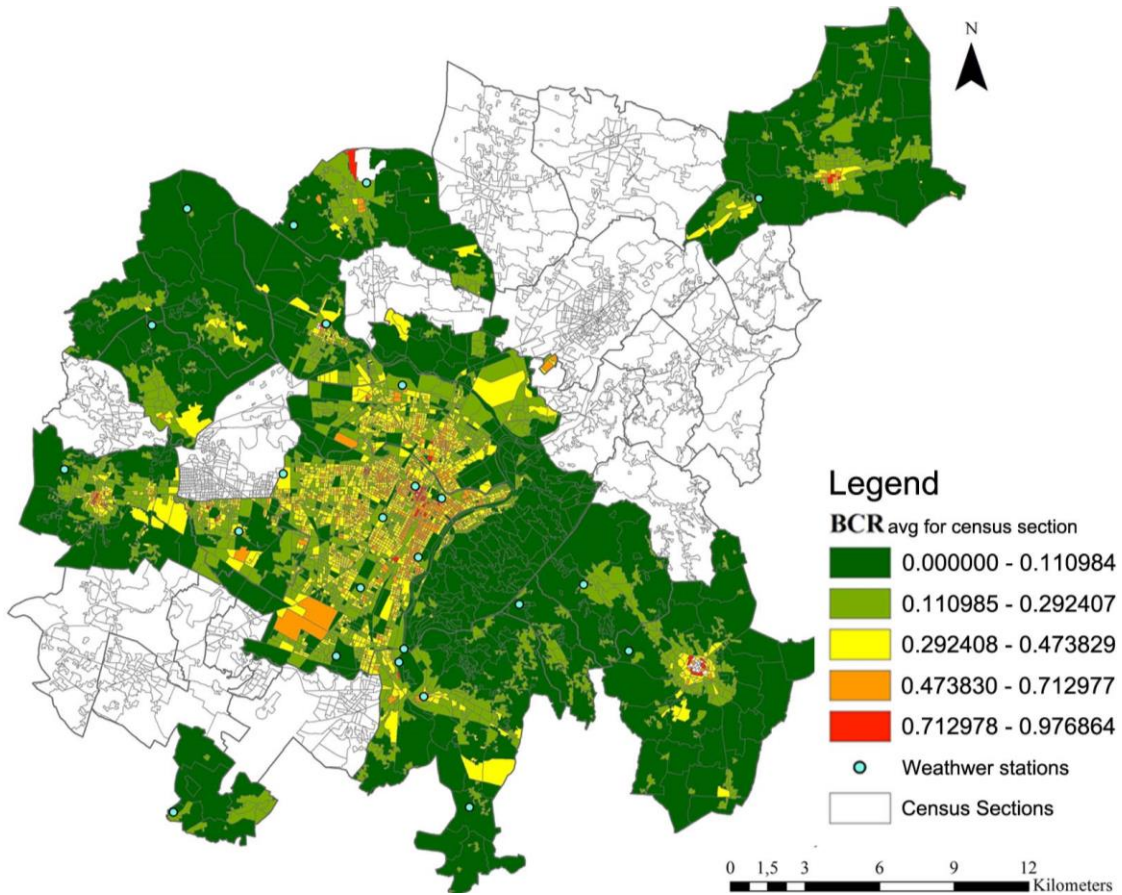 N
Legend
BCR avg for census section
0.000000 - 0.110984
0.110985 - 0.292407
0.292408 - 0.473829
0.473830 - 0.712977
0.712978 - 0.976864
Weathwer stations
Census Sections
0 1,5 3 6 9 12
Kilometers